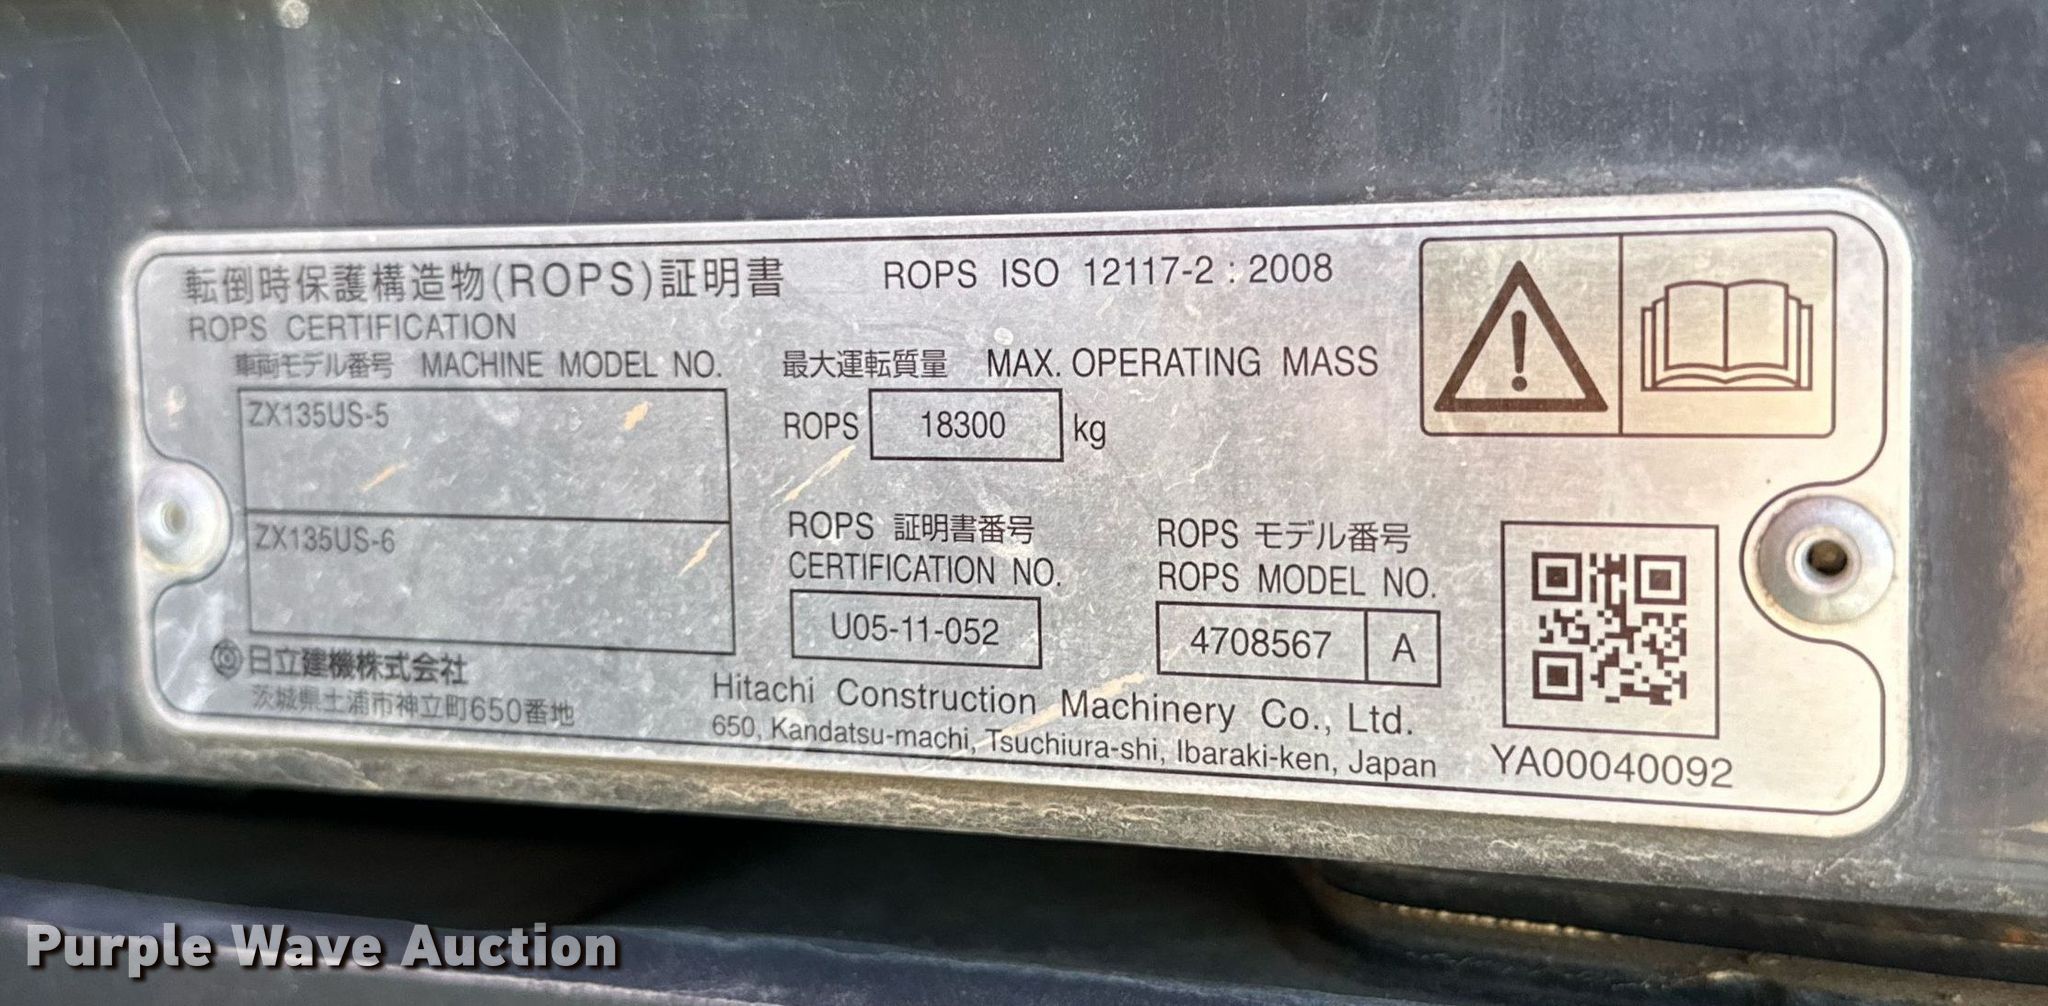 転倒時保護構造物(ROPS)証明書
ROPS CERTIFICATION
ROPS ISO 12117-2 : 2008
車両モデル番号 MACHINE MODEL NO.
ZX135US-5
ZX135US-6
最大運転質量 MAX. OPERATING MASS
ROPS 18300 kg
ROPS 証明書番号
CERTIFICATION NO.
U05-11-052
ROPS モデル番号
ROPS MODEL NO.
4708567 A
日立建機株式会社
茨城県土浦市神立町650番地
Hitachi Construction Machinery Co., Ltd.
650, Kandatsu-machi, Tsuchiura-shi, Ibaraki-ken, Japan
YA00040092
Purple Wave Auction